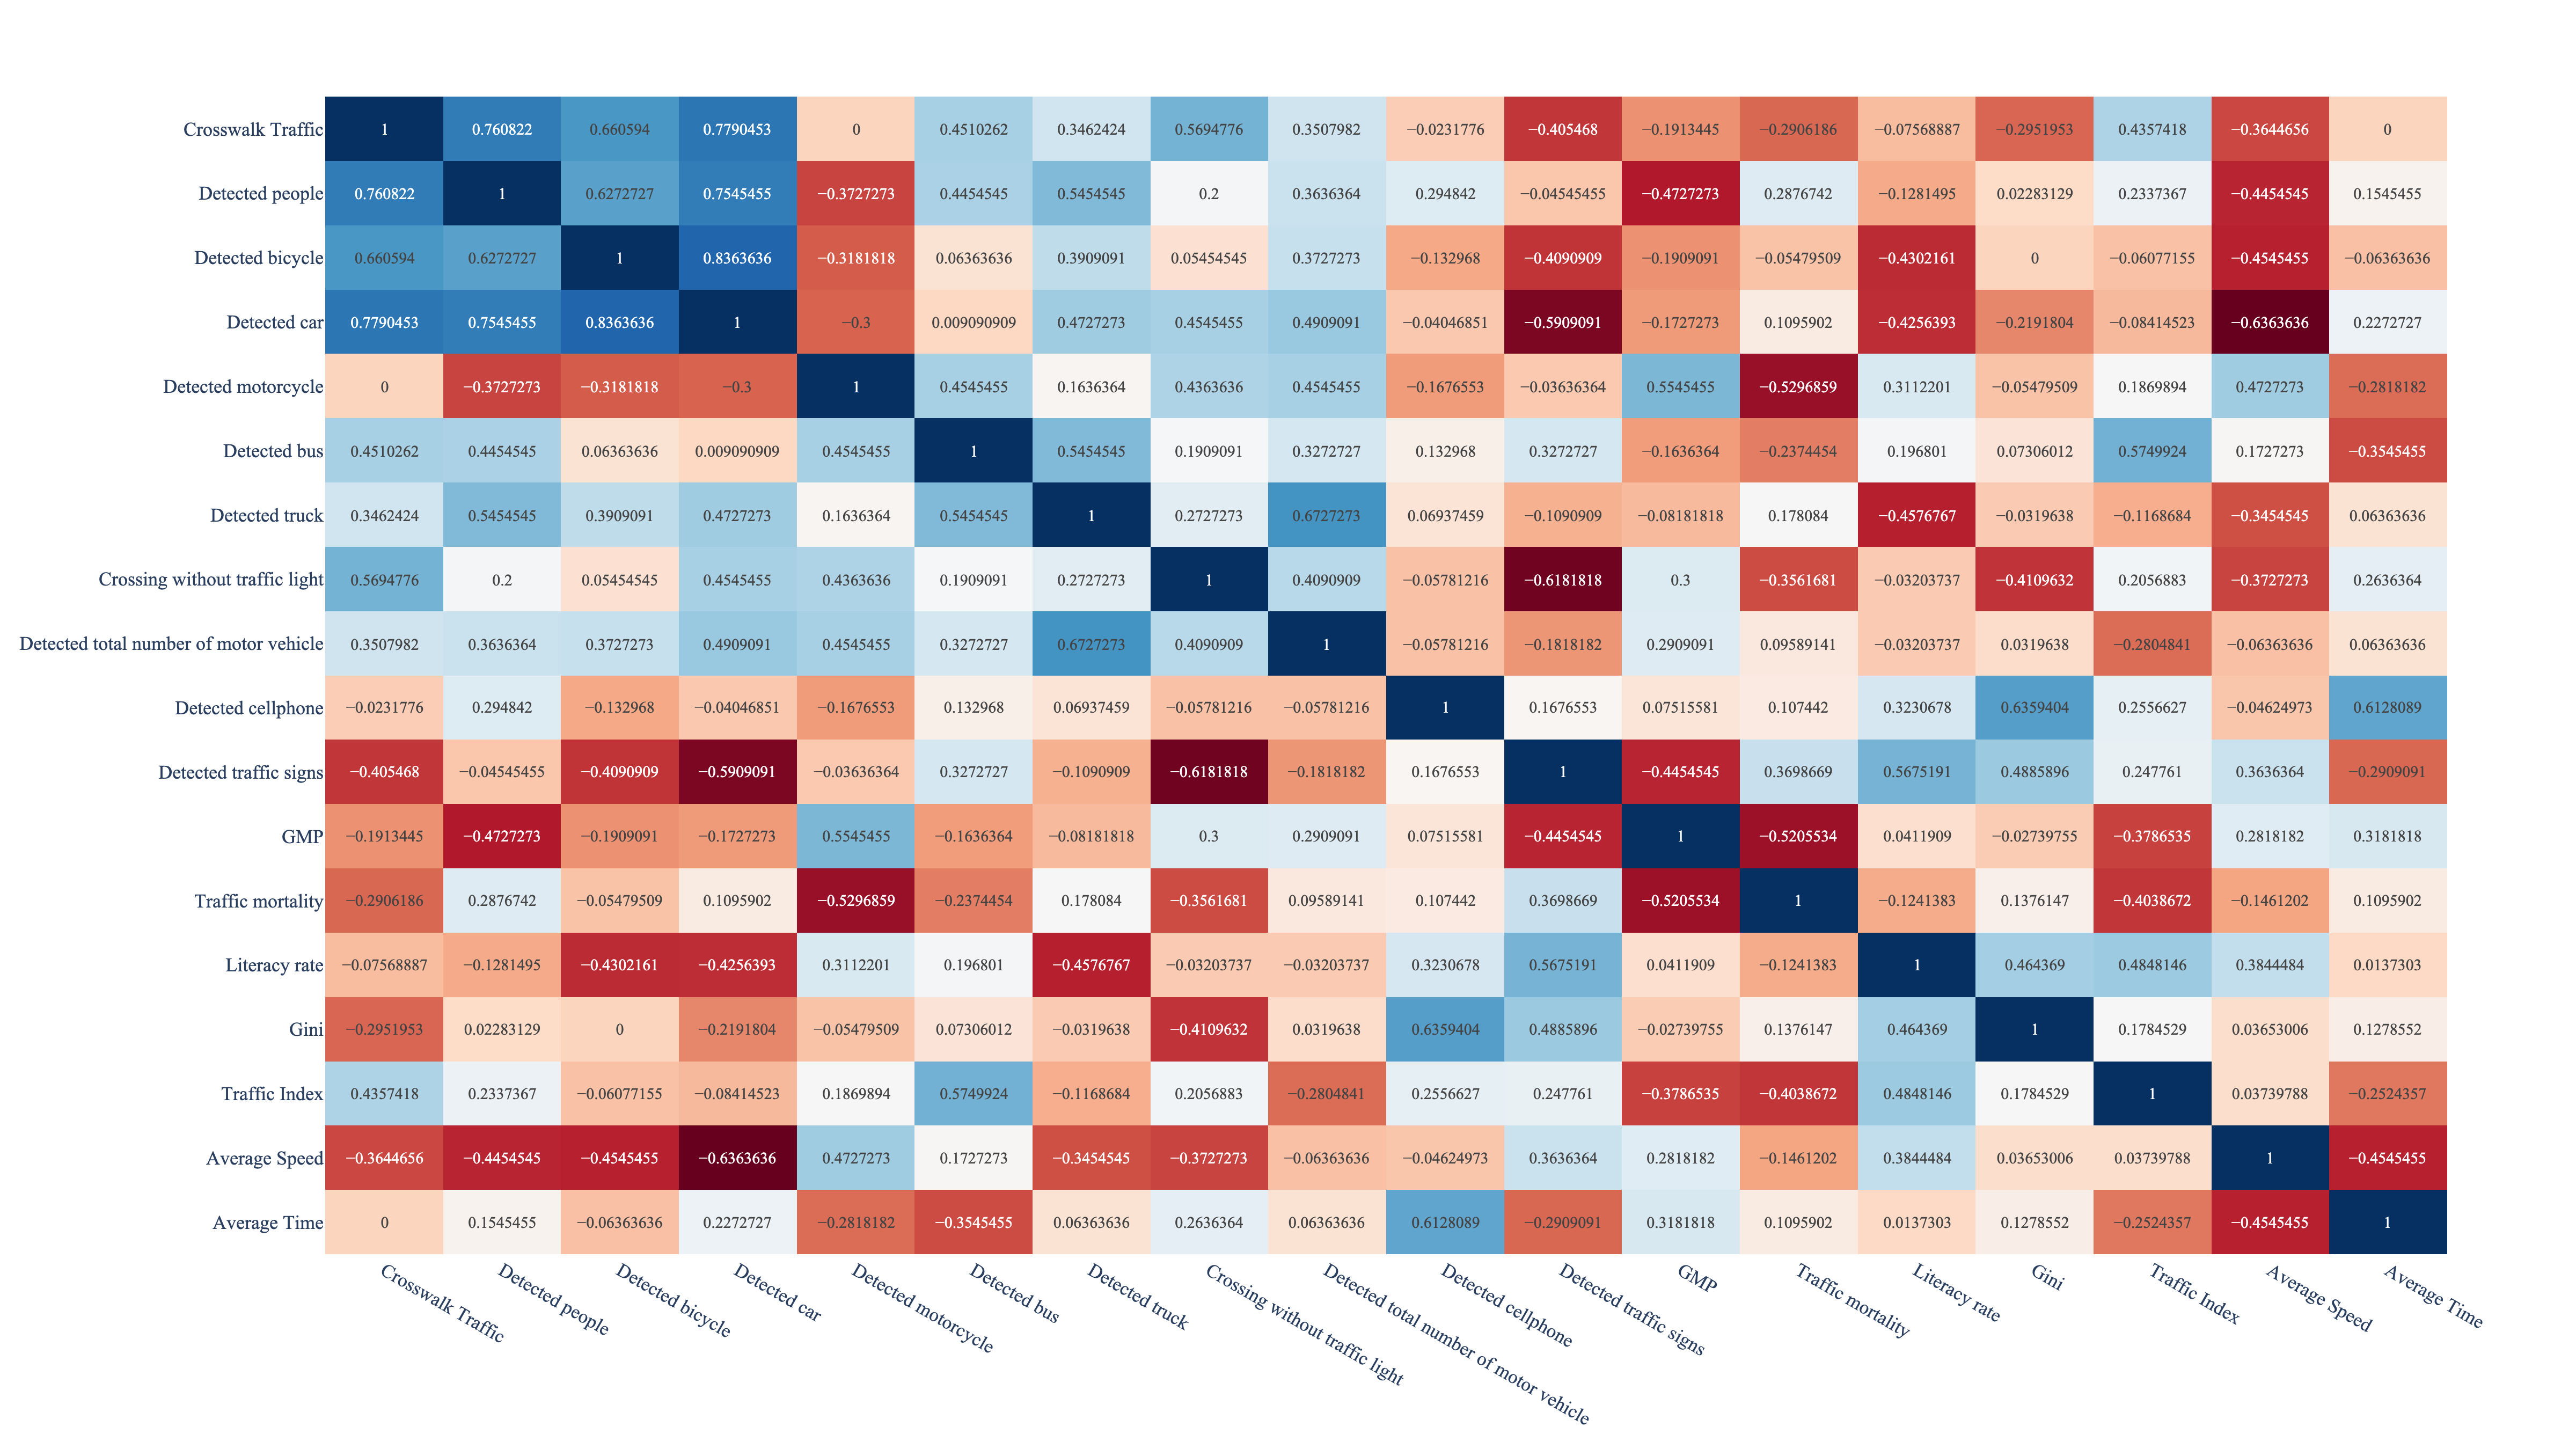 Crosswalk Traffic 1 0.760822 0.660594 0.7790453 0 0.4510262 0.3462424 0.5694776 0.3507982 −0.0231776 −0.405468 −0.1913445 −0.2906186 −0.07568887 −0.2951953 0.4357418 −0.3644656 0
Detected people 0.760822 1 0.6272727 0.7545455 −0.3727273 0.4454545 0.5454545 0.2 0.3636364 0.294842 −0.04545455 −0.4727273 0.2876742 −0.1281495 0.02283129 0.2337367 −0.4454545 0.1545455
Detected bicycle 0.660594 0.6272727 1 0.8363636 −0.3181818 0.06363636 0.3909091 0.05454545 0.3727273 −0.132968 −0.4090909 −0.1909091 −0.05479509 −0.4302161 0 −0.06077155 −0.4545455 −0.06363636
Detected car 0.7790453 0.7545455 0.8363636 1 −0.3 0.009090909 0.4727273 0.4545455 0.4909091 −0.04046851 −0.5909091 −0.1727273 0.1095902 −0.4256393 −0.2191804 −0.08414523 −0.6363636 0.2272727
Detected motorcycle 0 −0.3727273 −0.3181818 −0.3 1 0.4545455 0.1636364 0.4363636 0.4545455 −0.1676553 −0.03636364 0.5545455 −0.5296859 0.3112201 −0.05479509 0.1869894 0.4727273 −0.2818182
Detected bus 0.4510262 0.4454545 0.06363636 0.009090909 0.4545455 1 0.5454545 0.1909091 0.3272727 0.132968 0.3272727 −0.1636364 −0.2374454 0.196801 0.07306012 0.5749924 0.1727273 −0.3545455
Detected truck 0.3462424 0.5454545 0.3909091 0.4727273 0.1636364 0.5454545 1 0.2727273 0.6727273 0.06937459 −0.1090909 −0.08181818 0.178084 −0.4576767 −0.0319638 −0.1168684 −0.3454545 0.06363636
Crossing without traffic light 0.5694776 0.2 0.05454545 0.4545455 0.4363636 0.1909091 0.2727273 1 0.4090909 −0.05781216 −0.6181818 0.3 −0.3561681 −0.03203737 −0.4109632 0.2056883 −0.3727273 0.2636364
Detected total number of motor vehicle 0.3507982 0.3636364 0.3727273 0.4909091 0.4545455 0.3272727 0.6727273 0.4090909 1 −0.05781216 −0.1818182 0.2909091 0.09589141 −0.03203737 0.0319638 −0.2804841 −0.06363636 0.06363636
Detected cellphone −0.0231776 0.294842 −0.132968 −0.04046851 −0.1676553 0.132968 0.06937459 −0.05781216 −0.05781216 1 0.1676553 0.07515581 0.107442 0.3230678 0.6359404 0.2556627 −0.04624973 0.6128089
Detected traffic signs −0.405468 −0.04545455 −0.4090909 −0.5909091 −0.03636364 0.3272727 −0.1090909 −0.6181818 −0.1818182 0.1676553 1 −0.4454545 0.3698669 0.5675191 0.4885896 0.247761 0.3636364 −0.2909091
GMP −0.1913445 −0.4727273 −0.1909091 −0.1727273 0.5545455 −0.1636364 −0.08181818 0.3 0.2909091 0.07515581 −0.4454545 1 −0.5205534 0.0411909 −0.02739755 −0.3786535 0.2818182 0.3181818
Traffic mortality −0.2906186 0.2876742 −0.05479509 0.1095902 −0.5296859 −0.2374454 0.178084 −0.3561681 0.09589141 0.107442 0.3698669 −0.5205534 1 −0.1241383 0.1376147 −0.4038672 −0.1461202 0.1095902
Literacy rate −0.07568887 −0.1281495 −0.4302161 −0.4256393 0.3112201 0.196801 −0.4576767 −0.03203737 −0.03203737 0.3230678 0.5675191 0.0411909 −0.1241383 1 0.464369 0.4848146 0.3844484 0.0137303
Gini −0.2951953 0.02283129 0 −0.2191804 −0.05479509 0.07306012 −0.0319638 −0.4109632 0.0319638 0.6359404 0.4885896 −0.02739755 0.1376147 0.464369 1 0.1784529 0.03653006 0.1278552
Traffic Index 0.4357418 0.2337367 −0.06077155 −0.08414523 0.1869894 0.5749924 −0.1168684 0.2056883 −0.2804841 0.2556627 0.247761 −0.3786535 −0.4038672 0.4848146 0.1784529 1 0.03739788 −0.2524357
Average Speed −0.3644656 −0.4454545 −0.4545455 −0.6363636 0.4727273 0.1727273 −0.3454545 −0.3727273 −0.06363636 −0.04624973 0.3636364 0.2818182 −0.1461202 0.3844484 0.03653006 0.03739788 1 −0.4545455
Average Time 0 0.1545455 −0.06363636 0.2272727 −0.2818182 −0.3545455 0.06363636 0.2636364 0.06363636 0.6128089 −0.2909091 0.3181818 0.1095902 0.0137303 0.1278552 −0.2524357 −0.4545455 1
Crosswalk Traffic
Detected people
Detected bicycle
Detected car
Detected motorcycle
Detected bus
Detected truck
Crossing without traffic light
Detected total number of motor vehicle
Detected cellphone
Detected traffic signs
GMP
Traffic mortality
Literacy rate
Gini
Traffic Index
Average Speed
Average Time